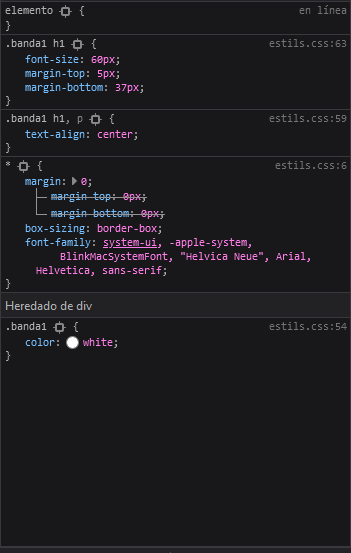 elemento { en línea
}
.banda1 h1 { estils.css:63
font-size: 60px;
margin-top: 5px;
margin-bottom: 37px;
}
.banda1 h1, p { estils.css:59
text-align: center;
}
* { estils.css:6
margin: 0;
margin-top: 0px;
margin-bottom: 0px;
box-sizing: border-box;
font-family: system-ui, -apple-system,
BlinkMacSystemFont, "Helvica Neue", Arial,
Helvetica, sans-serif;
}
Heredado de div
.banda1 { estils.css:54
color: white;
}